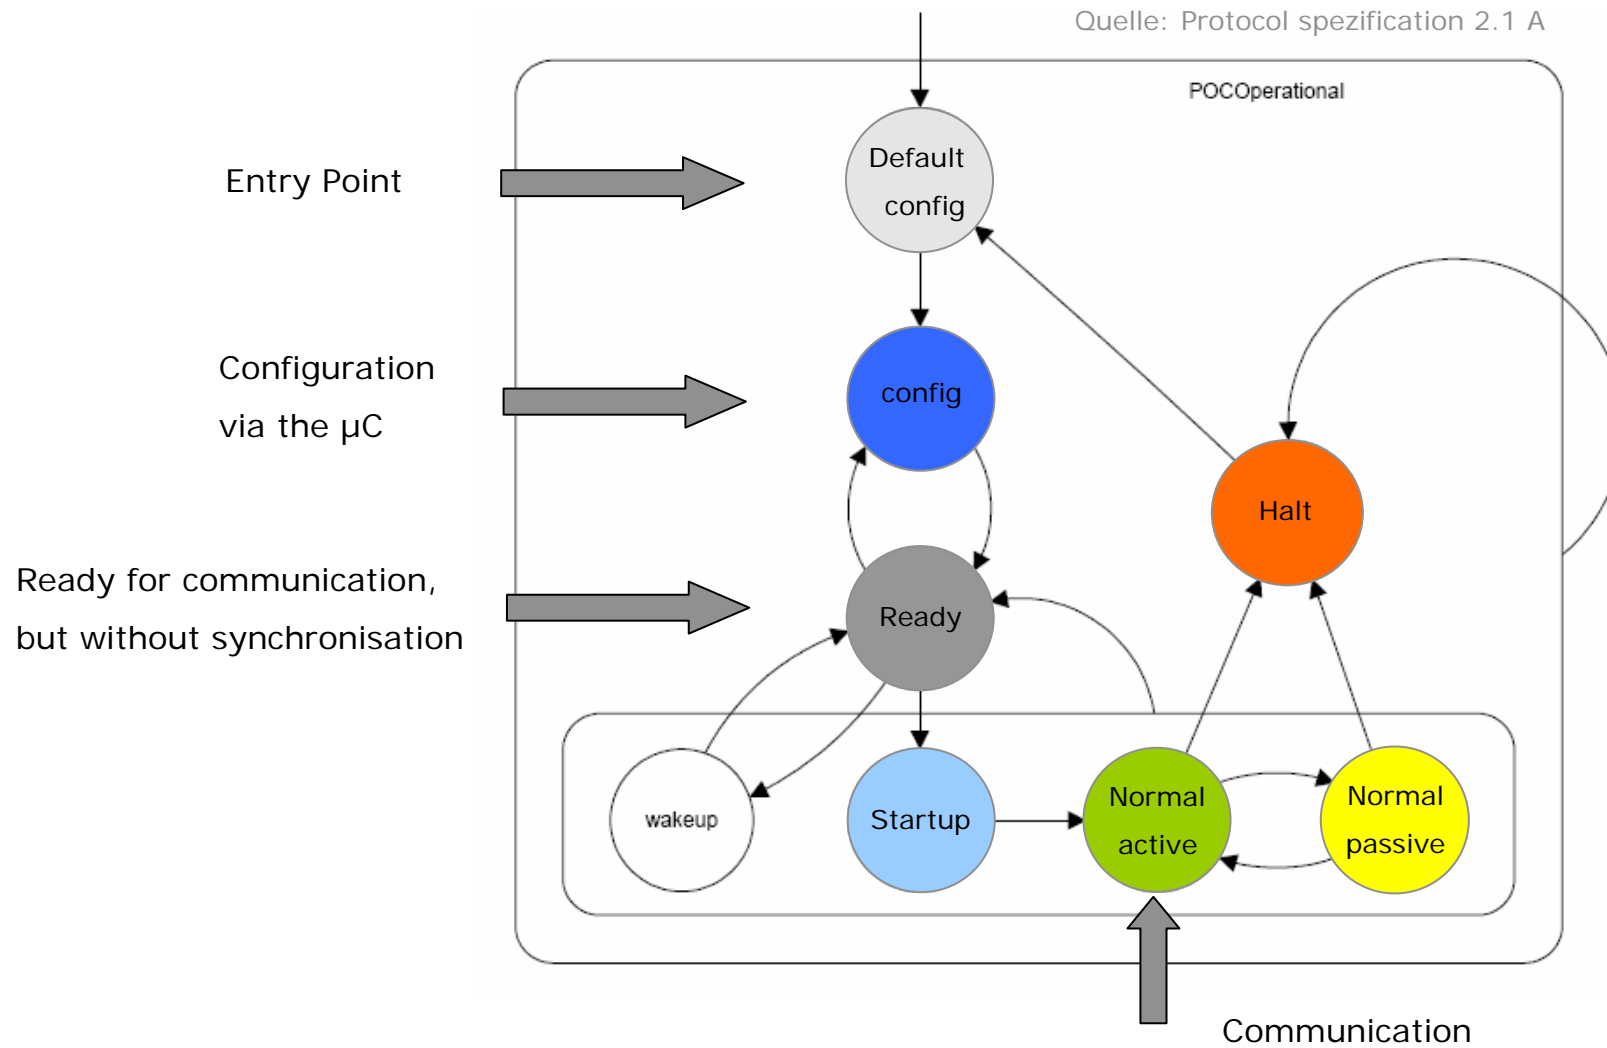 Quelle: Protocol spezification 2.1 A
POCOperational
Default
config
Entry Point
Configuration
via the µC
config
Halt
Ready for communication,
but without synchronisation
Ready
wakeup
Startup
Normal
active
Normal
passive
Communication